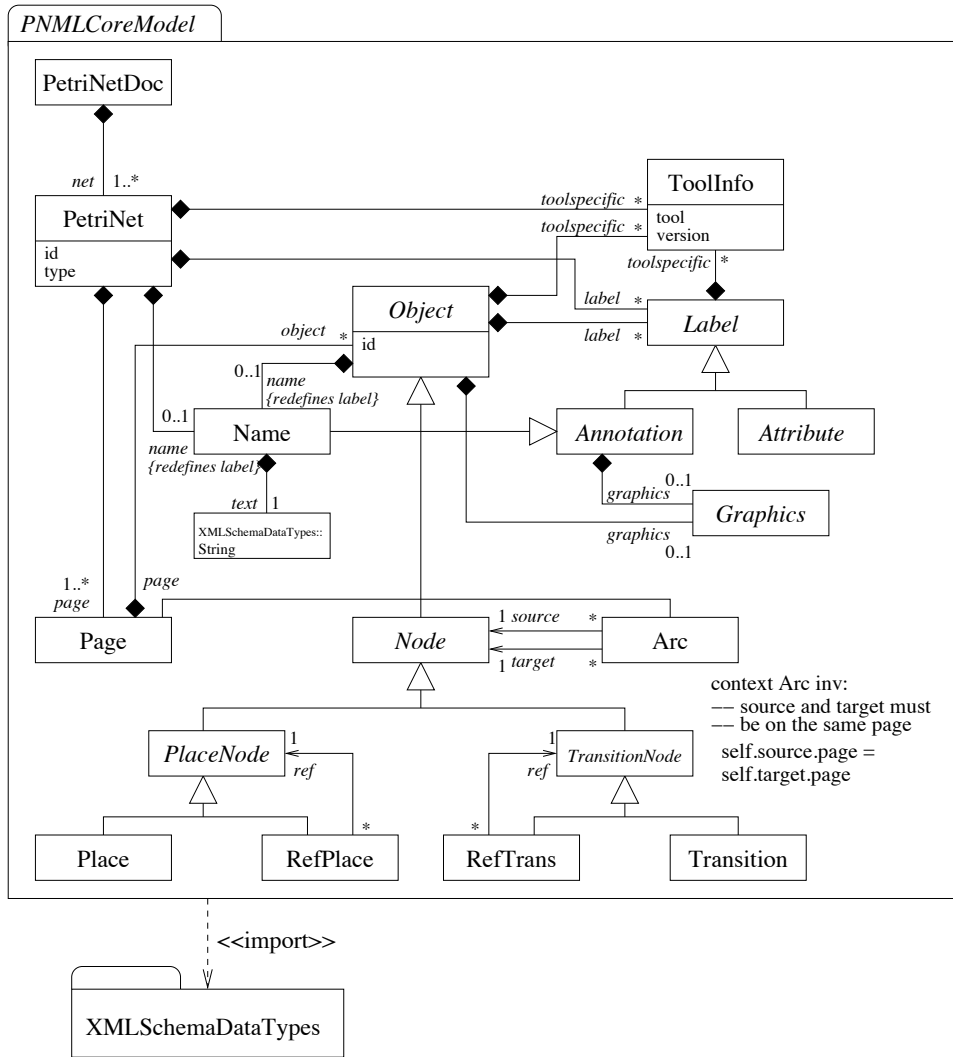 PNMLCoreModel
PetriNetDoc
net 1..*
PetriNet
id
type
toolspecific *
toolspecific *
ToolInfo
tool
version
toolspecific *
Object
id
label *
label *
Label
object *
0..1
name
{redefines label}
0..1
name
{redefines label}
Name
Annotation
Attribute
text 1
XMLSchemaDataTypes::
String
0..1
graphics
Graphics
graphics
0..1
1..*
page
page
Page
Node
1 source *
1 target *
Arc
context Arc inv:
−− source and target must
−− be on the same page
self.source.page =
self.target.page
PlaceNode
1
ref
*
1
ref
*
TransitionNode
Place
RefPlace
RefTrans
Transition
<<import>>
XMLSchemaDataTypes